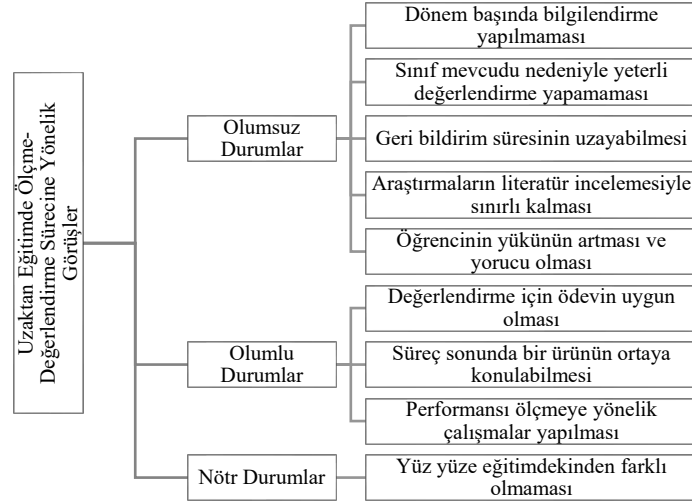 Uzaktan Eğitimde Ölçme-
Değerlendirme Sürecine Yönelik
Görüşler
Olumsuz
Durumlar
Dönem başında bilgilendirme
yapılmaması
Sınıf mevcudu nedeniyle yeterli
değerlendirme yapamaması
Geri bildirim süresinin uzayabilmesi
Araştırmaların literatür incelemesiyle
sınırlı kalması
Öğrencinin yükünün artması ve
yorucu olması
Olumlu
Durumlar
Değerlendirme için ödevin uygun
olması
Süreç sonunda bir ürünün ortaya
konulabilmesi
Performansı ölçmeye yönelik
çalışmalar yapılması
Nötr Durumlar
Yüz yüze eğitimdekinden farklı
olmaması